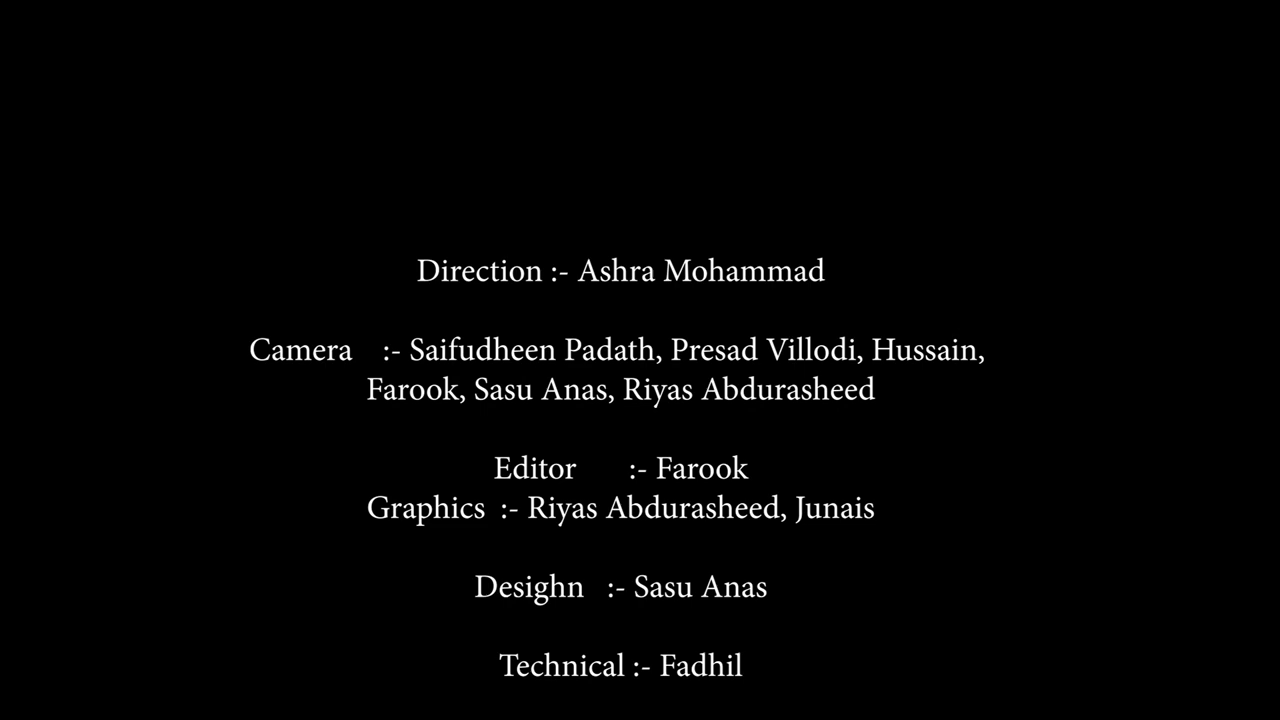 Direction :- Ashra Mohammad
Camera :- Saifudheen Padath, Presad Villodi, Hussain,
Farook, Sasu Anas, Riyas Abdurasheed
Editor :- Farook
Graphics :- Riyas Abdurasheed, Junais
Desighn :- Sasu Anas
Technical :- Fadhil